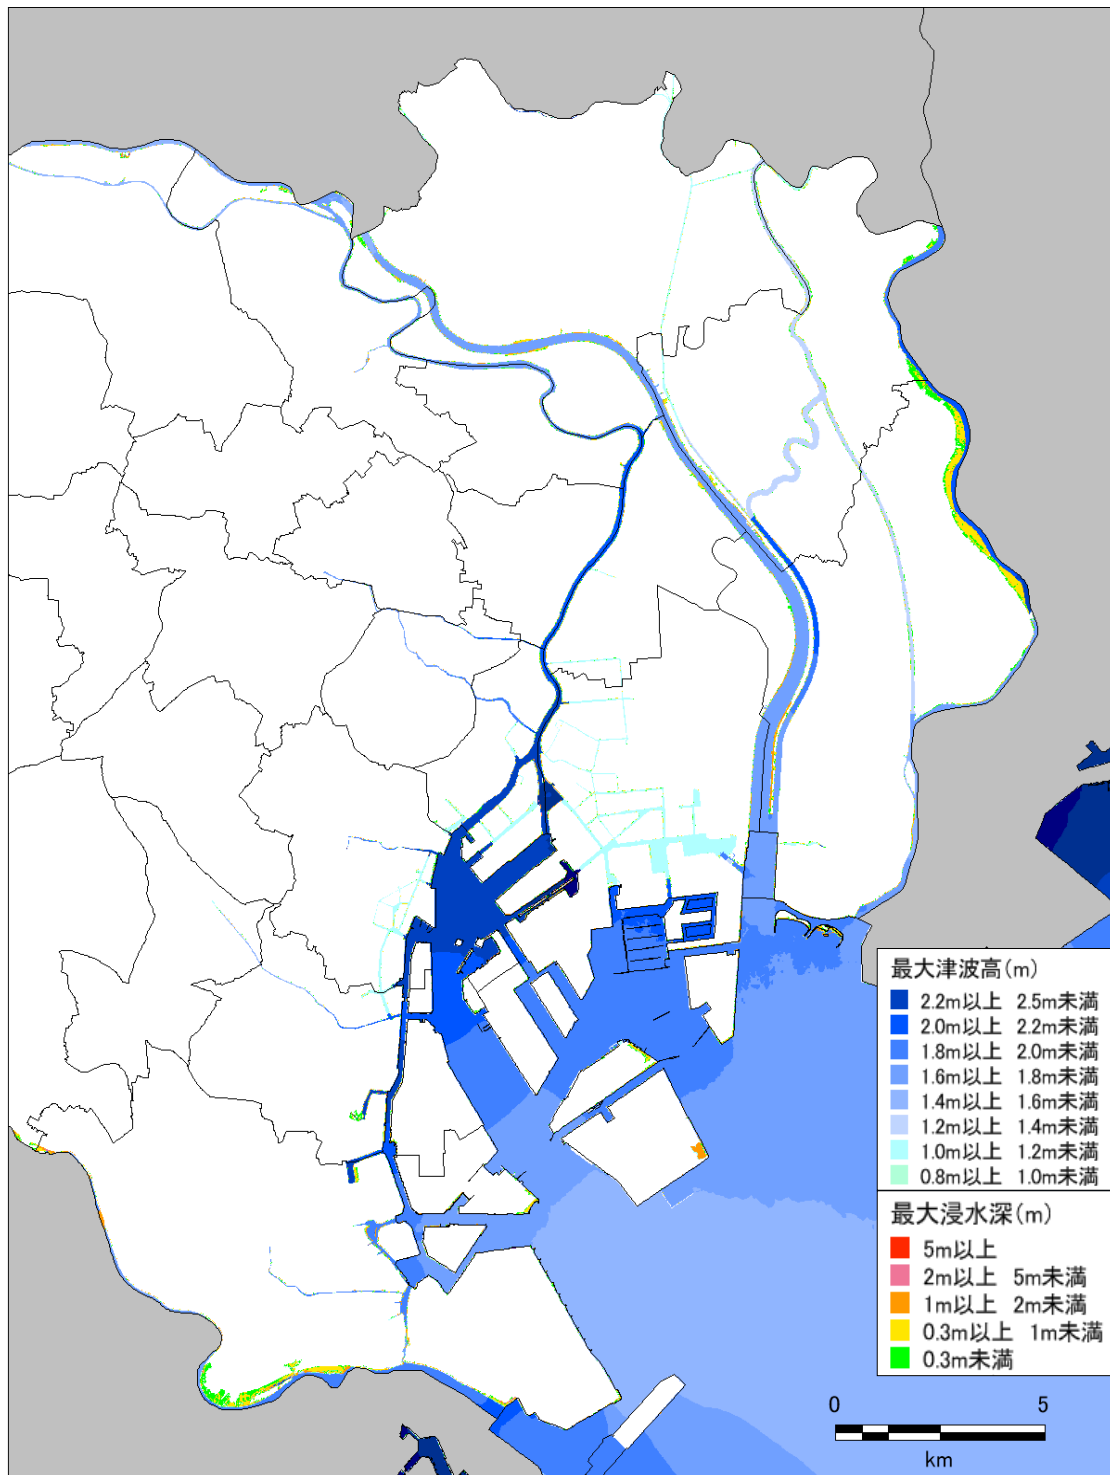 最大津波高(m)
2.2m以上 2.5m未満
2.0m以上 2.2m未満
1.8m以上 2.0m未満
1.6m以上 1.8m未満
1.4m以上 1.6m未満
1.2m以上 1.4m未満
1.0m以上 1.2m未満
0.8m以上 1.0m未満
最大浸水深(m)
5m以上
2m以上 5m未満
1m以上 2m未満
0.3m以上 1m未満
0.3m未満
0 5
km